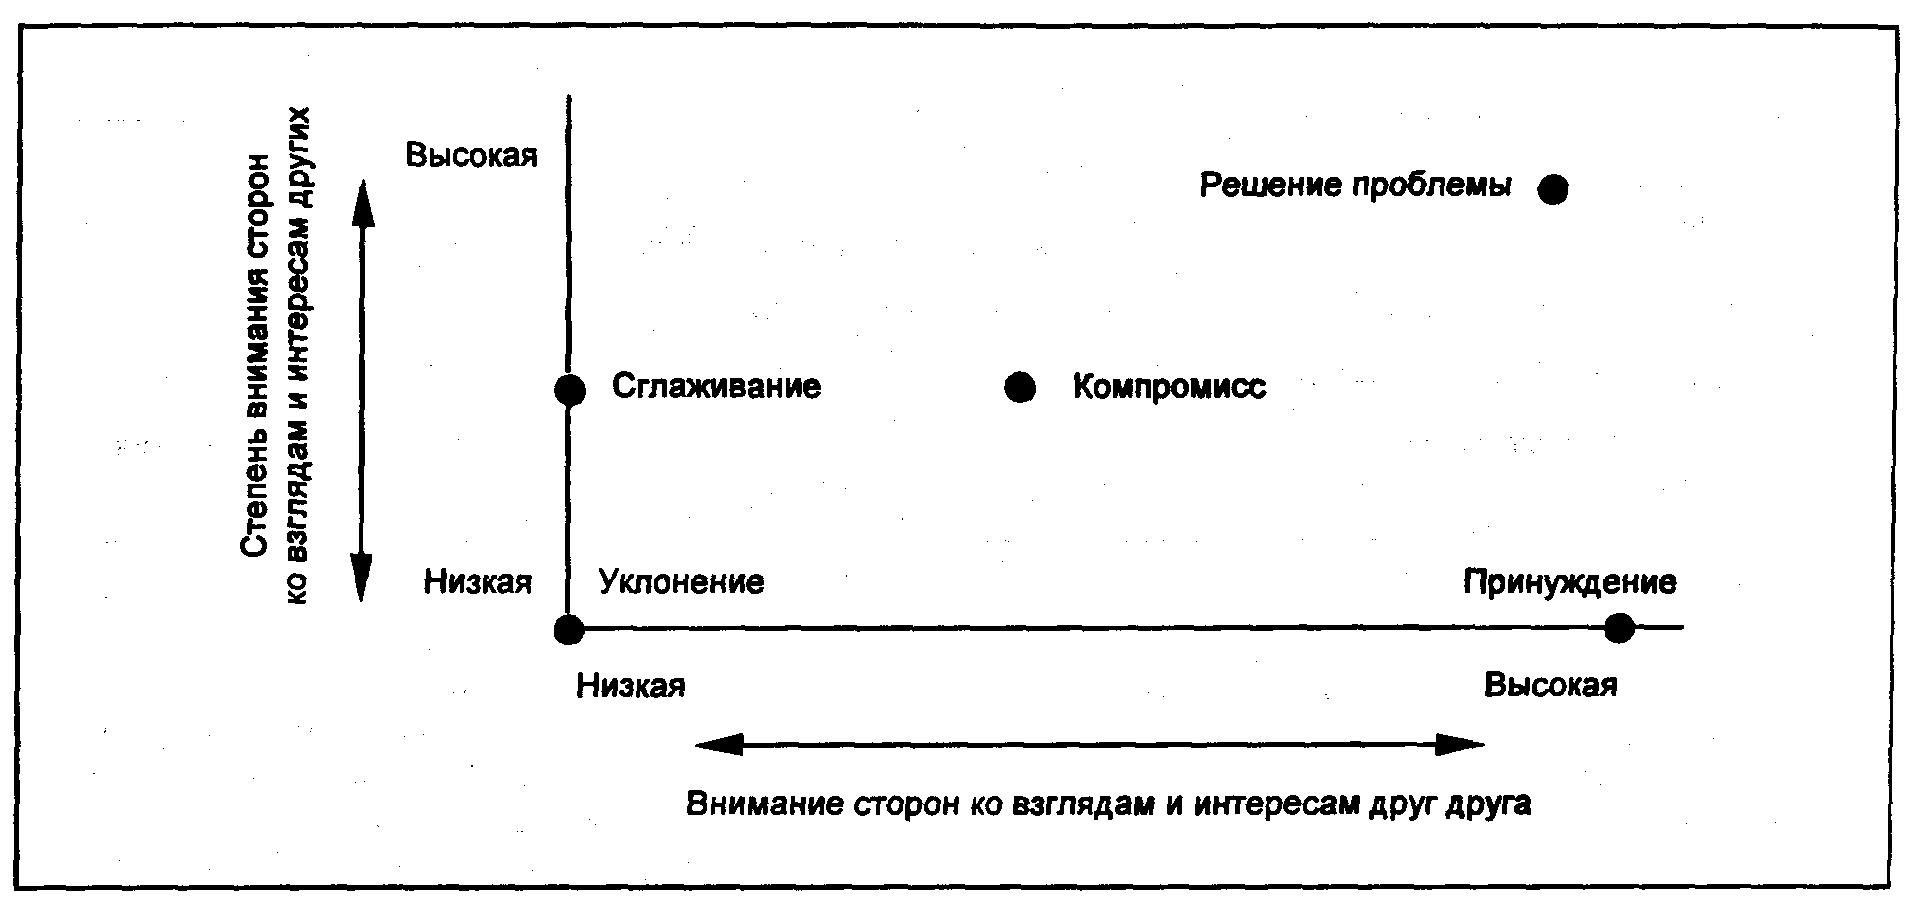 Степень внимания сторон
ко взглядам и интересам других
Высокая
Решение проблемы
Сглаживание
Компромисс
Низкая
Уклонение
Принуждение
Низкая
Высокая
Внимание сторон ко взглядам и интересам друг друга